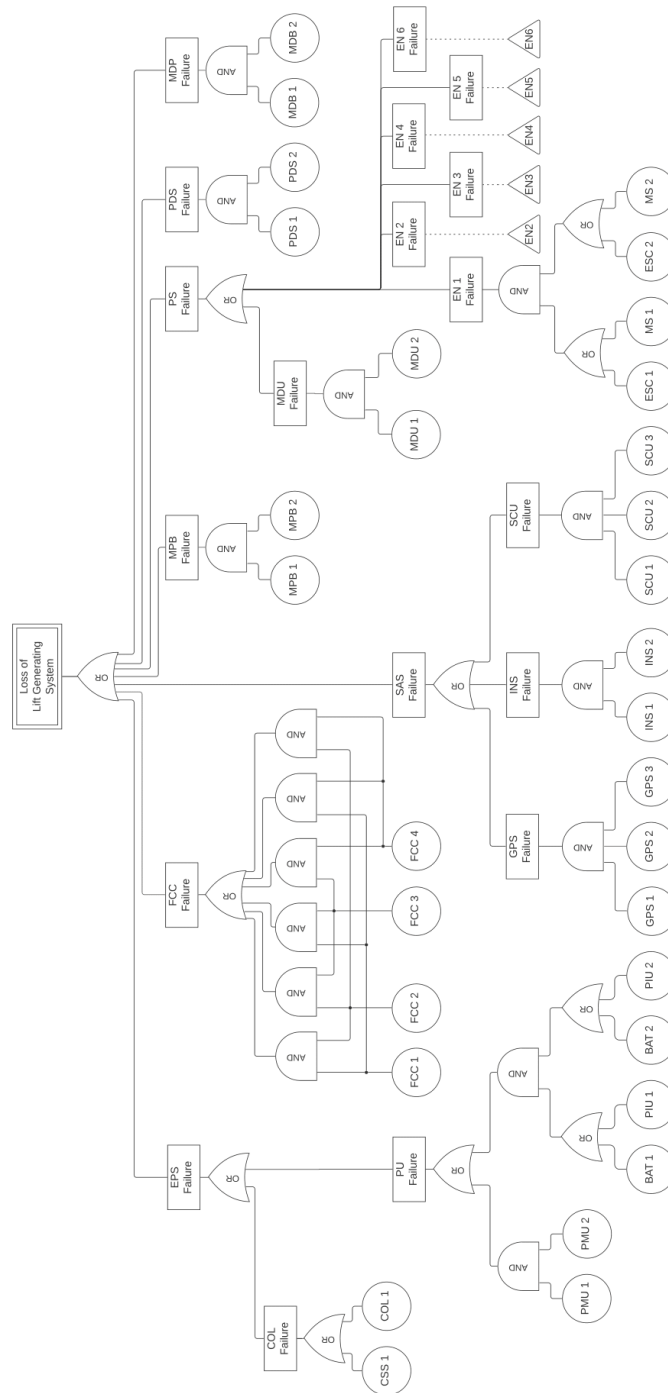 Loss of
Lift Generating
System
OR
EPS
Failure
OR
COL
Failure
OR
CSS 1
COL 1
PU
Failure
OR
AND
PMU 1
PMU 2
AND
OR
BAT 1
PIU 1
OR
BAT 2
PIU 2
FCC
Failure
OR
AND
AND
AND
AND
AND
AND
FCC 1
FCC 2
FCC 3
FCC 4
SAS
Failure
OR
GPS
Failure
AND
GPS 1
GPS 2
GPS 3
INS
Failure
AND
INS 1
INS 2
SCU
Failure
AND
SCU 1
SCU 2
SCU 3
MPB
Failure
AND
MPB 1
MPB 2
PS
Failure
OR
MDU
Failure
AND
MDU 1
MDU 2
EN 1
Failure
AND
OR
ESC 1
MS 1
OR
ESC 2
MS 2
EN 2
Failure
EN2
EN 3
Failure
EN3
EN 4
Failure
EN4
EN 5
Failure
EN5
EN 6
Failure
EN6
PDS
Failure
AND
PDS 1
PDS 2
MDP
Failure
AND
MDB 1
MDB 2